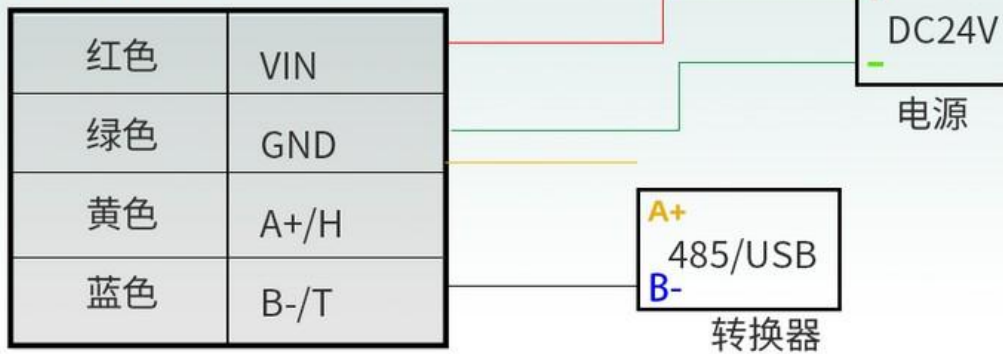 红色 VIN
绿色 GND
黄色 A+/H
蓝色 B-/T
DC24V
-
电源
A+
485/USB
B-
转换器